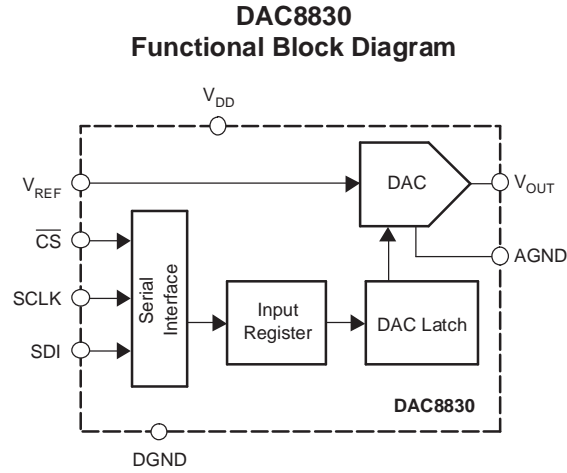 DAC8830
Functional Block Diagram
VDD
VREF
DAC
VOUT
C̅S̅
AGND
SCLK
Serial
Interface
Input
Register
DAC Latch
SDI
DAC8830
DGND